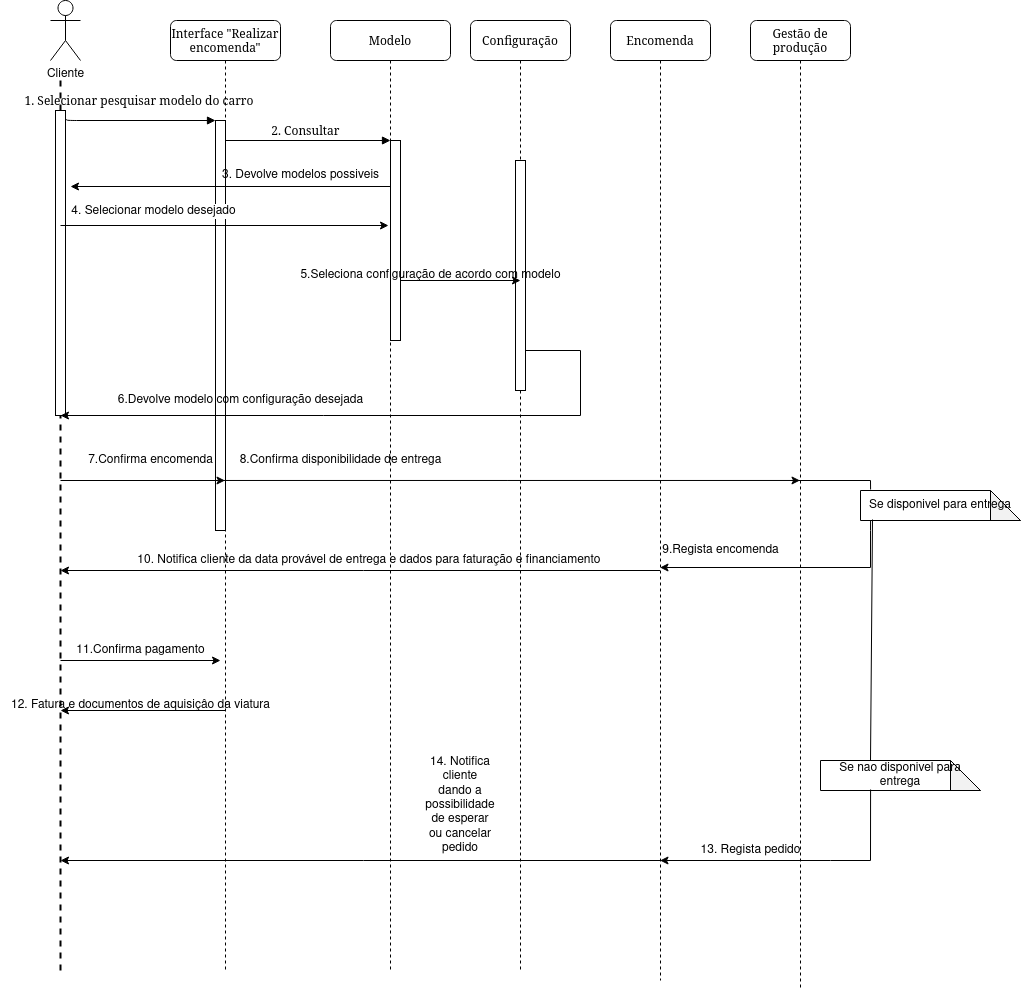 Cliente
Interface "Realizar
encomenda"
Modelo
Configuração
Encomenda
Gestão de
produção
1. Selecionar pesquisar modelo do carro
2. Consultar
3. Devolve modelos possiveis
4. Selecionar modelo desejado
5.Seleciona configuração de acordo com modelo
6.Devolve modelo com configuração desejada
7.Confirma encomenda
8.Confirma disponibilidade de entrega
Se disponivel para entrega
9.Regista encomenda
10. Notifica cliente da data provável de entrega e dados para faturação e financiamento
11.Confirma pagamento
12. Fatura e documentos de aquisição da viatura
Se nao disponivel para
entrega
14. Notifica
cliente
dando a
possibilidade
de esperar
ou cancelar
pedido
13. Regista pedido